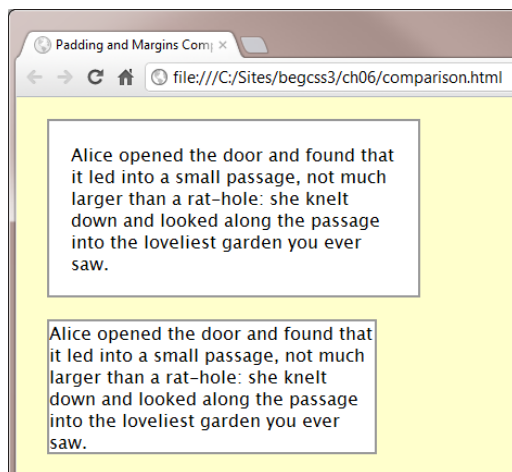 Padding and Margins Com
file:///C:/Sites/begcss3/ch06/comparison.html
Alice opened the door and found that
it led into a small passage, not much
larger than a rat-hole: she knelt
down and looked along the passage
into the loveliest garden you ever
saw.
Alice opened the door and found that
it led into a small passage, not much
larger than a rat-hole: she knelt
down and looked along the passage
into the loveliest garden you ever
saw.